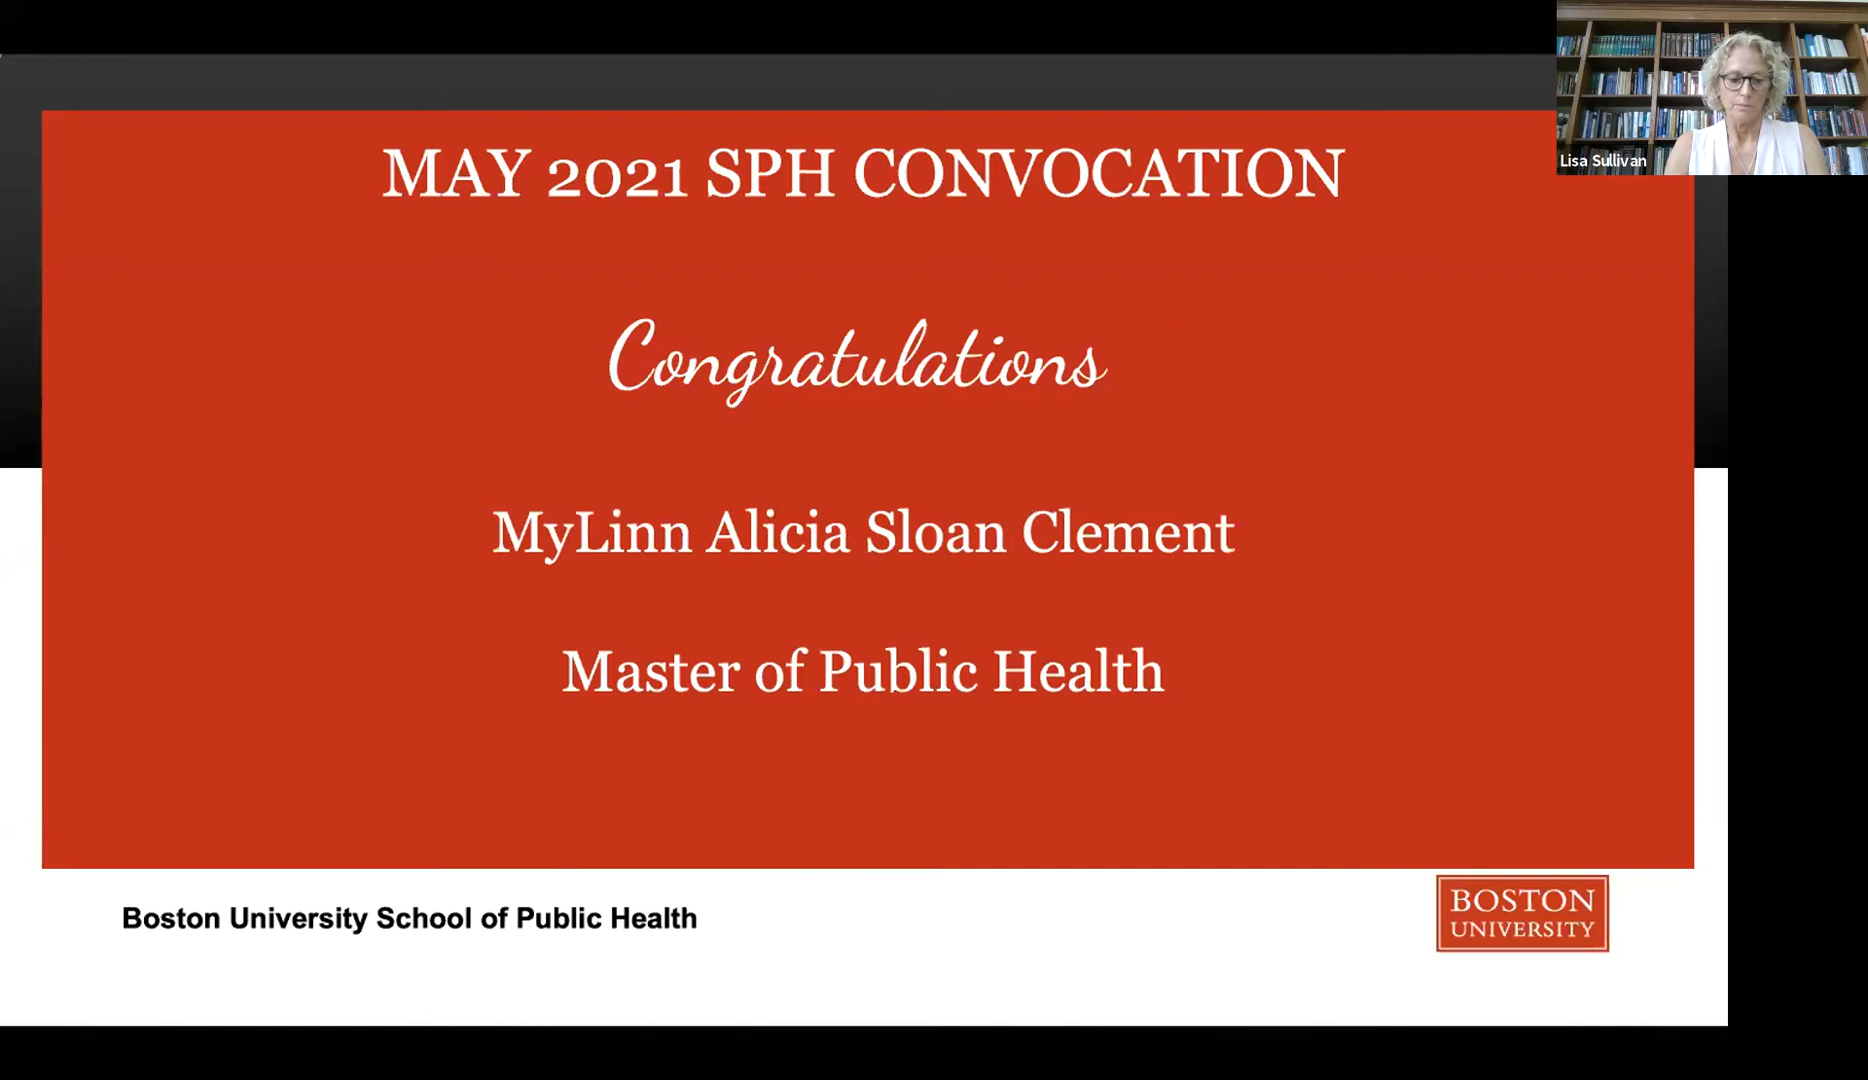 MAY 2021 SPH CONVOCATION
Lisa Sullivan
Congratulations
MyLinn Alicia Sloan Clement
Master of Public Health
Boston University School of Public Health
BOSTON
UNIVERSITY